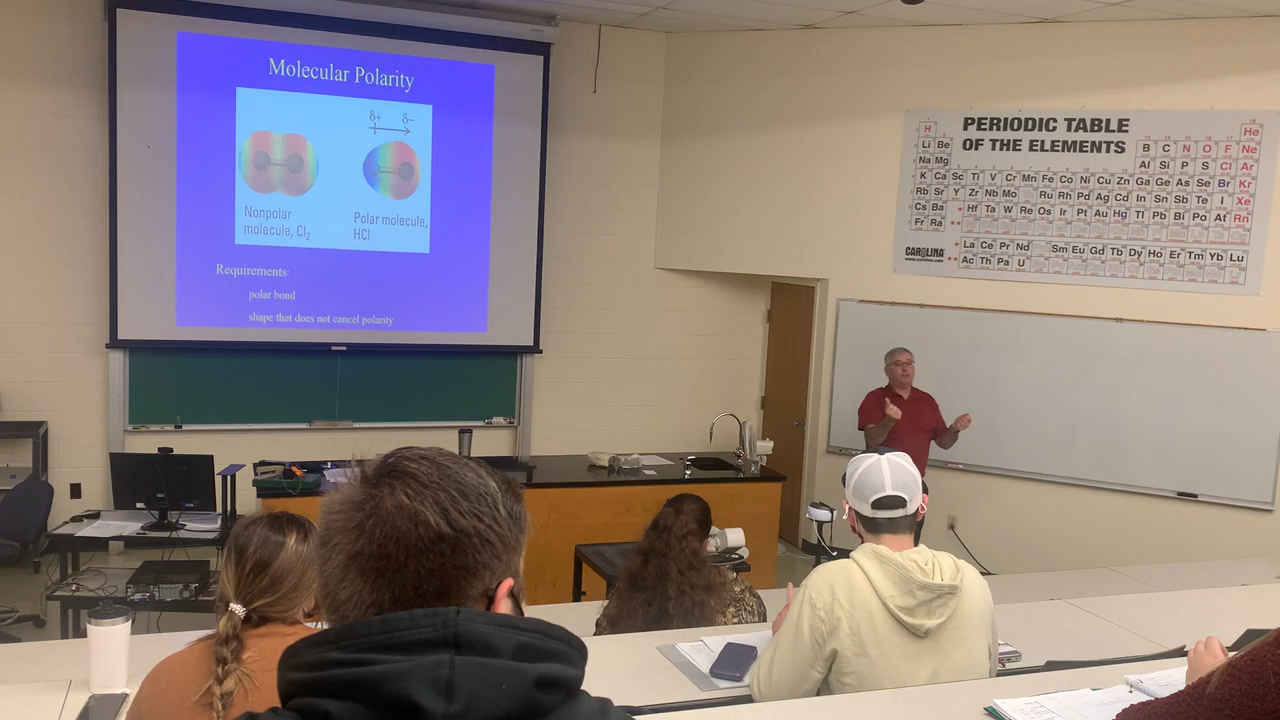 Molecular Polarity
δ+ δ−
Nonpolar
molecule, Cl₂
Polar molecule,
HCl
Requirements:
polar bond
shape that does not cancel polarity
PERIODIC TABLE
OF THE ELEMENTS
H He
Li Be B C N O F Ne
Na Mg Al Si P S Cl Ar
K Ca Sc Ti V Cr Mn Fe Co Ni Cu Zn Ga Ge As Se Br Kr
Rb Sr Y Zr Nb Mo Ru Rh Pd Ag Cd In Sn Sb Te I Xe
Cs Ba * Hf Ta W Re Os Ir Pt Au Hg Tl Pb Bi Po At Rn
Fr Ra **
* La Ce Pr Nd Sm Eu Gd Tb Dy Ho Er Tm Yb Lu
** Ac Th Pa U
CAROLINA
www.carolina.com